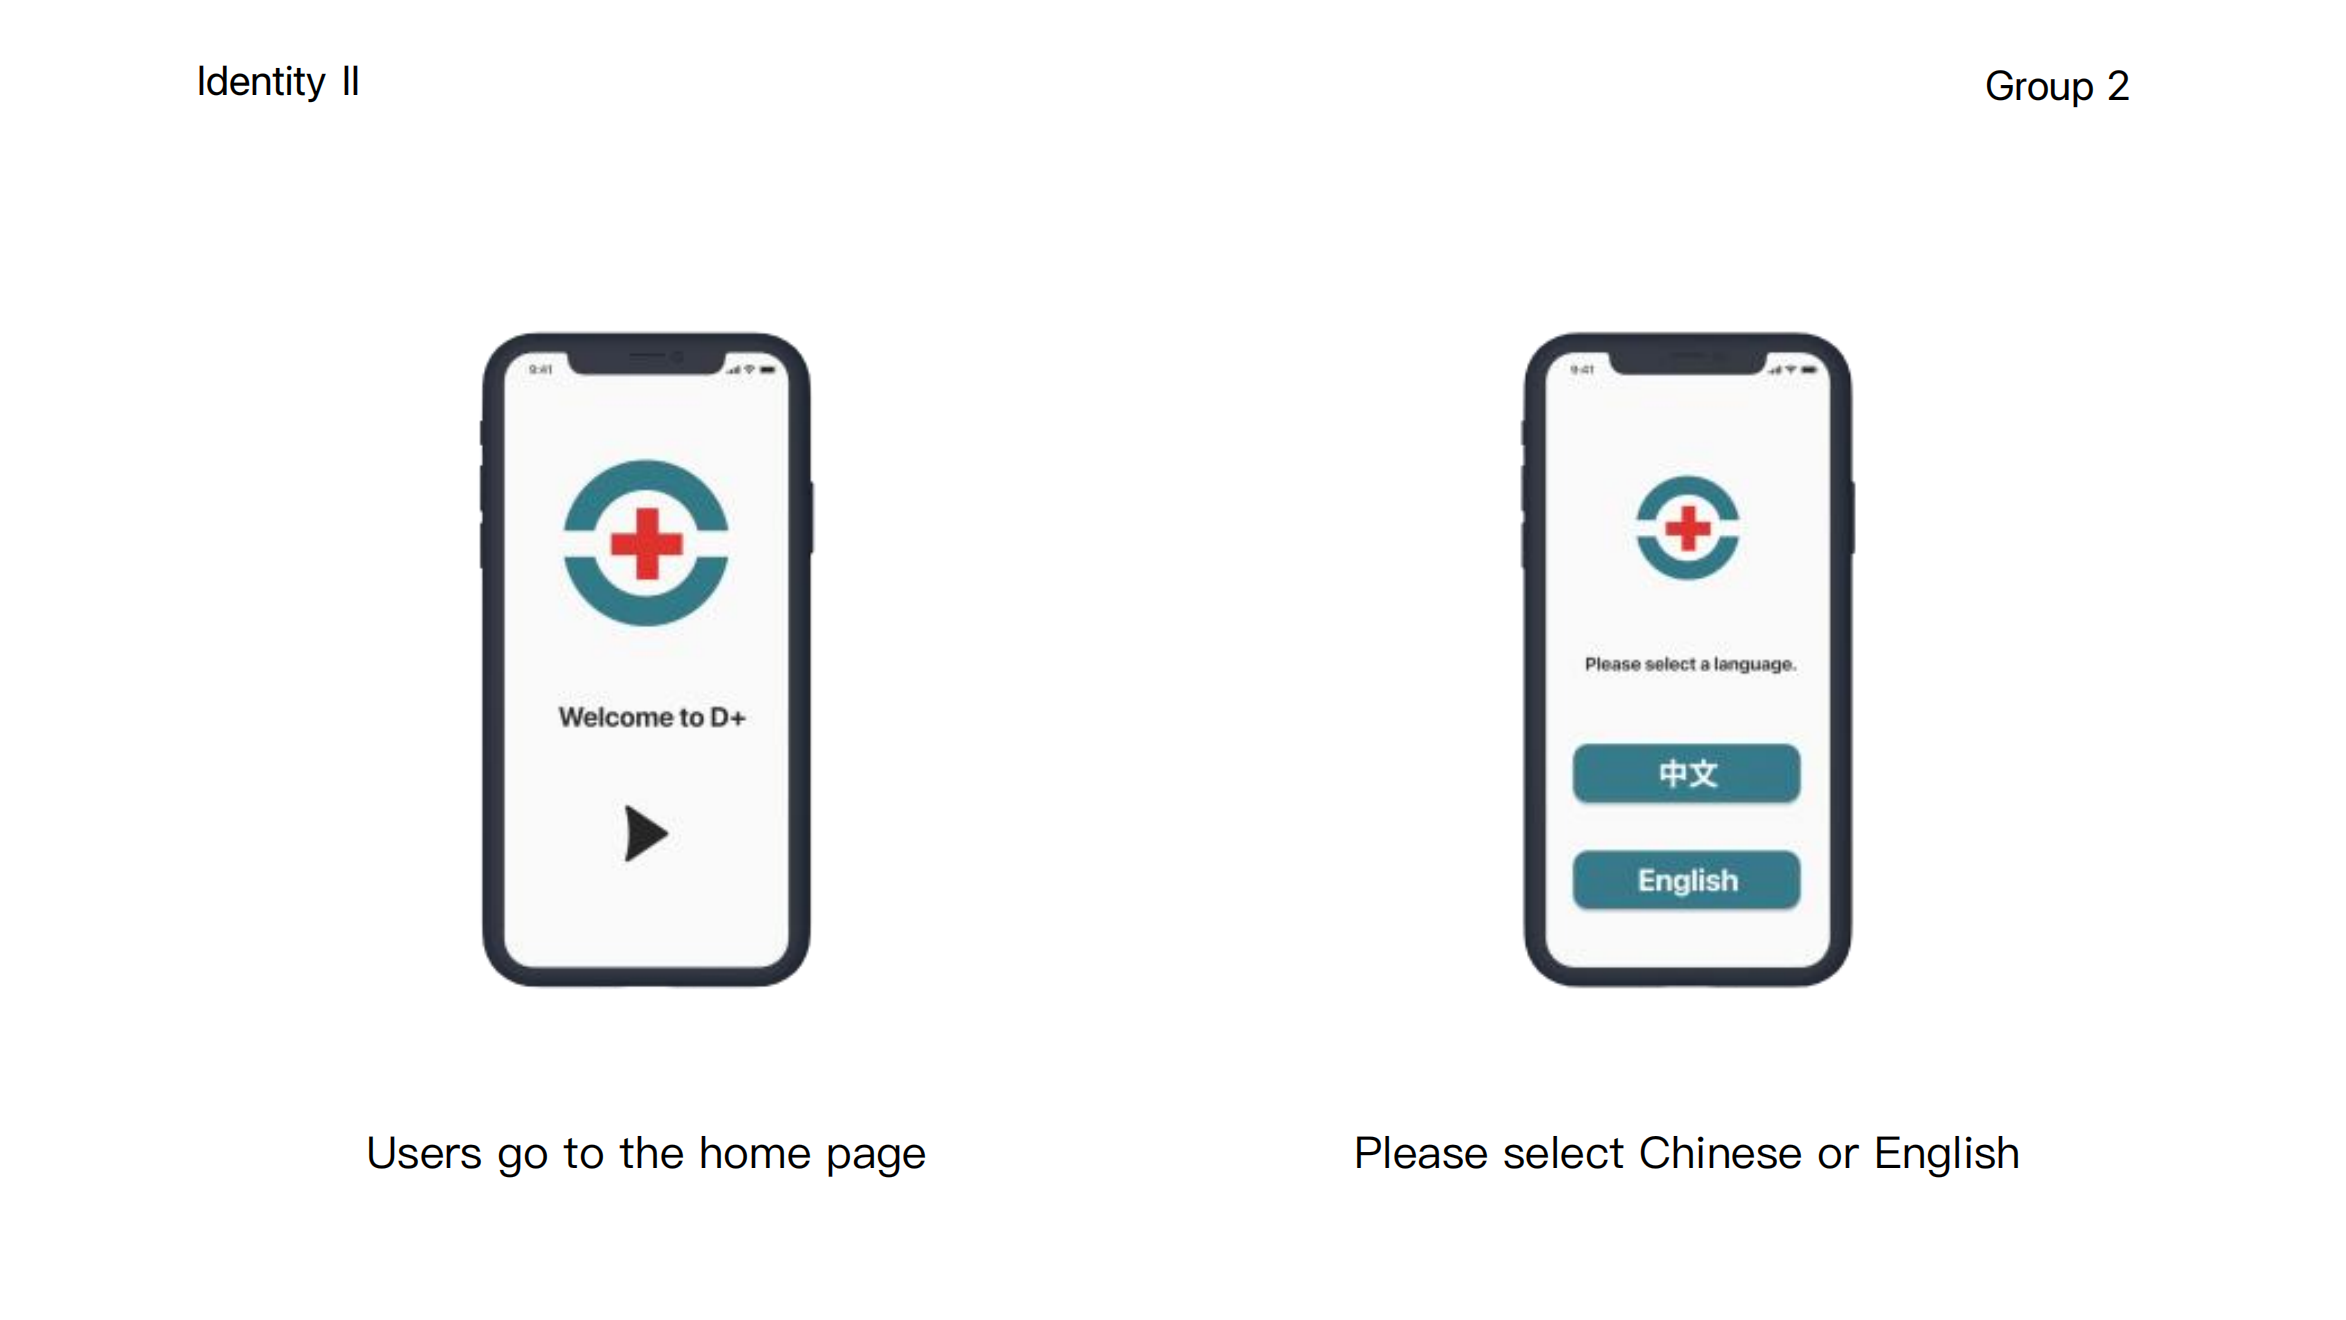 Identity II
Group 2
9:41
9:41
Welcome to D+
Please select a language.
中文
English
Users go to the home page
Please select Chinese or English